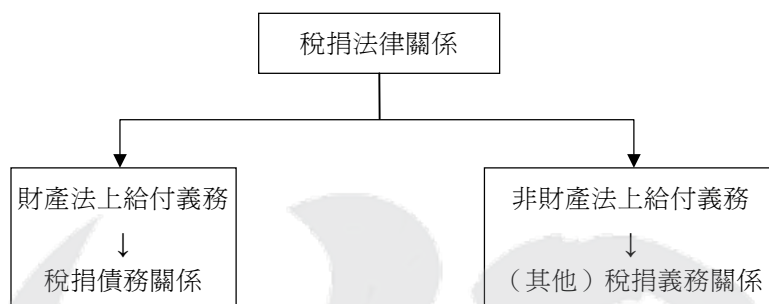 稅捐法律關係
財產法上給付義務
↓
稅捐債務關係
非財產法上給付義務
↓
（其他）稅捐義務關係